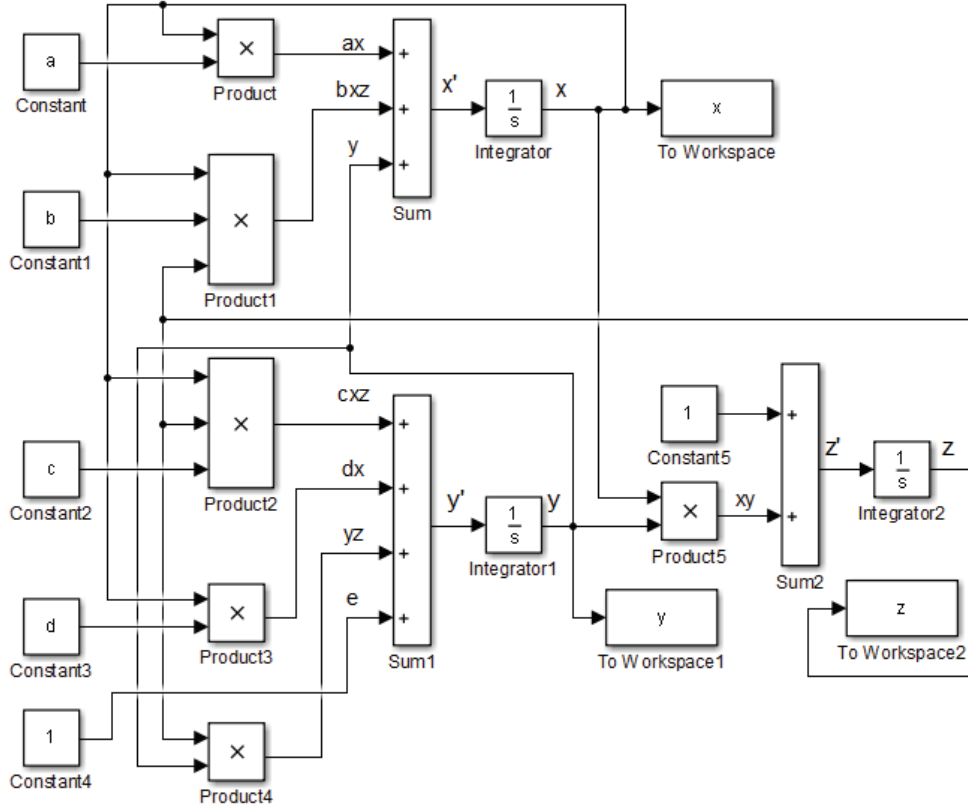 a
Constant
×
Product
ax
+
bxz
+
y
+
Sum
x'
1
s
Integrator
x
x
To Workspace
b
Constant1
×
Product1
c
Constant2
×
Product2
cxz
+
dx
+
yz
+
e
+
Sum1
y'
1
s
Integrator1
y
y
To Workspace1
1
Constant5
×
Product5
xy
+
+
Sum2
z'
1
s
Integrator2
z
z
To Workspace2
d
Constant3
×
Product3
1
Constant4
×
Product4